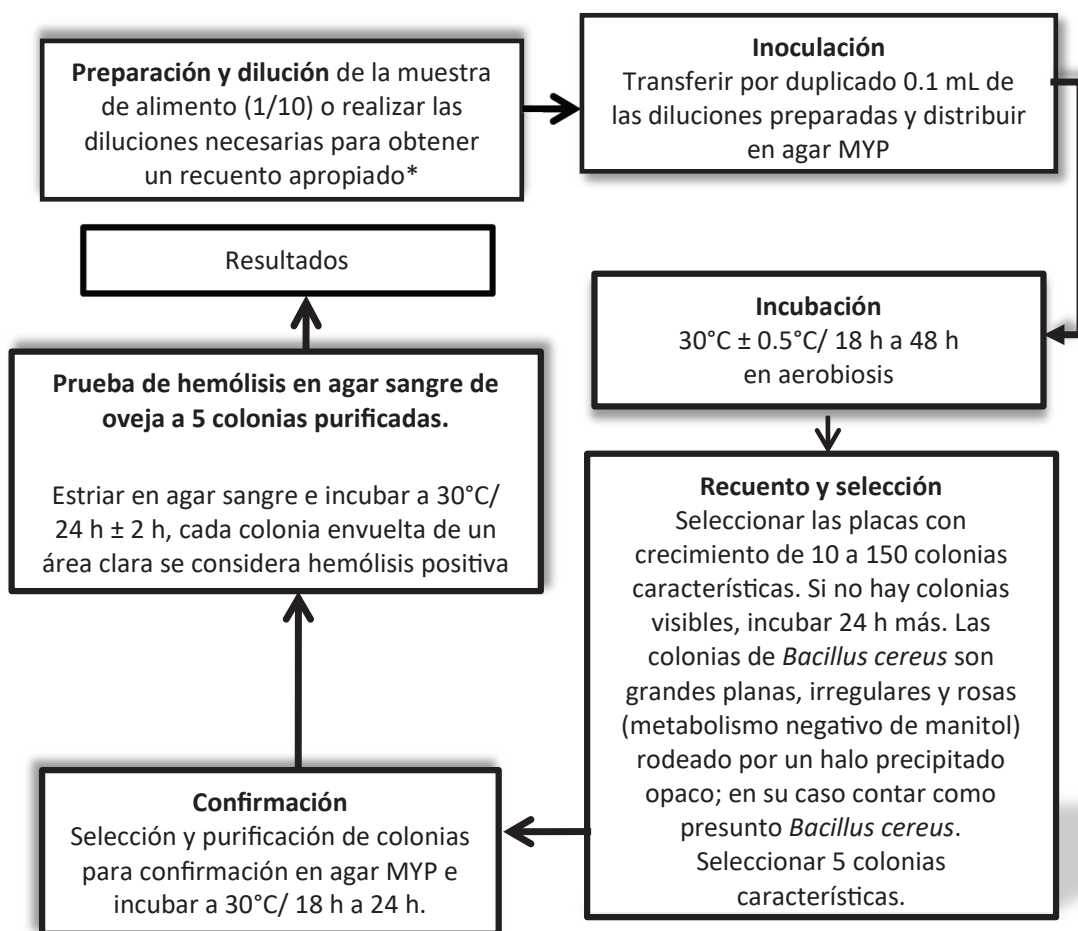 Preparación y dilución de la muestra
de alimento (1/10) o realizar las
diluciones necesarias para obtener
un recuento apropiado*
Inoculación
Transferir por duplicado 0.1 mL de
las diluciones preparadas y distribuir
en agar MYP
Incubación
30°C ± 0.5°C/ 18 h a 48 h
en aerobiosis
Recuento y selección
Seleccionar las placas con
crecimiento de 10 a 150 colonias
características. Si no hay colonias
visibles, incubar 24 h más. Las
colonias de Bacillus cereus son
grandes planas, irregulares y rosas
(metabolismo negativo de manitol)
rodeado por un halo precipitado
opaco; en su caso contar como
presunto Bacillus cereus.
Seleccionar 5 colonias
características.
Confirmación
Selección y purificación de colonias
para confirmación en agar MYP e
incubar a 30°C/ 18 h a 24 h.
Prueba de hemólisis en agar sangre de
oveja a 5 colonias purificadas.
Estriar en agar sangre e incubar a 30°C/
24 h ± 2 h, cada colonia envuelta de un
área clara se considera hemólisis positiva
Resultados